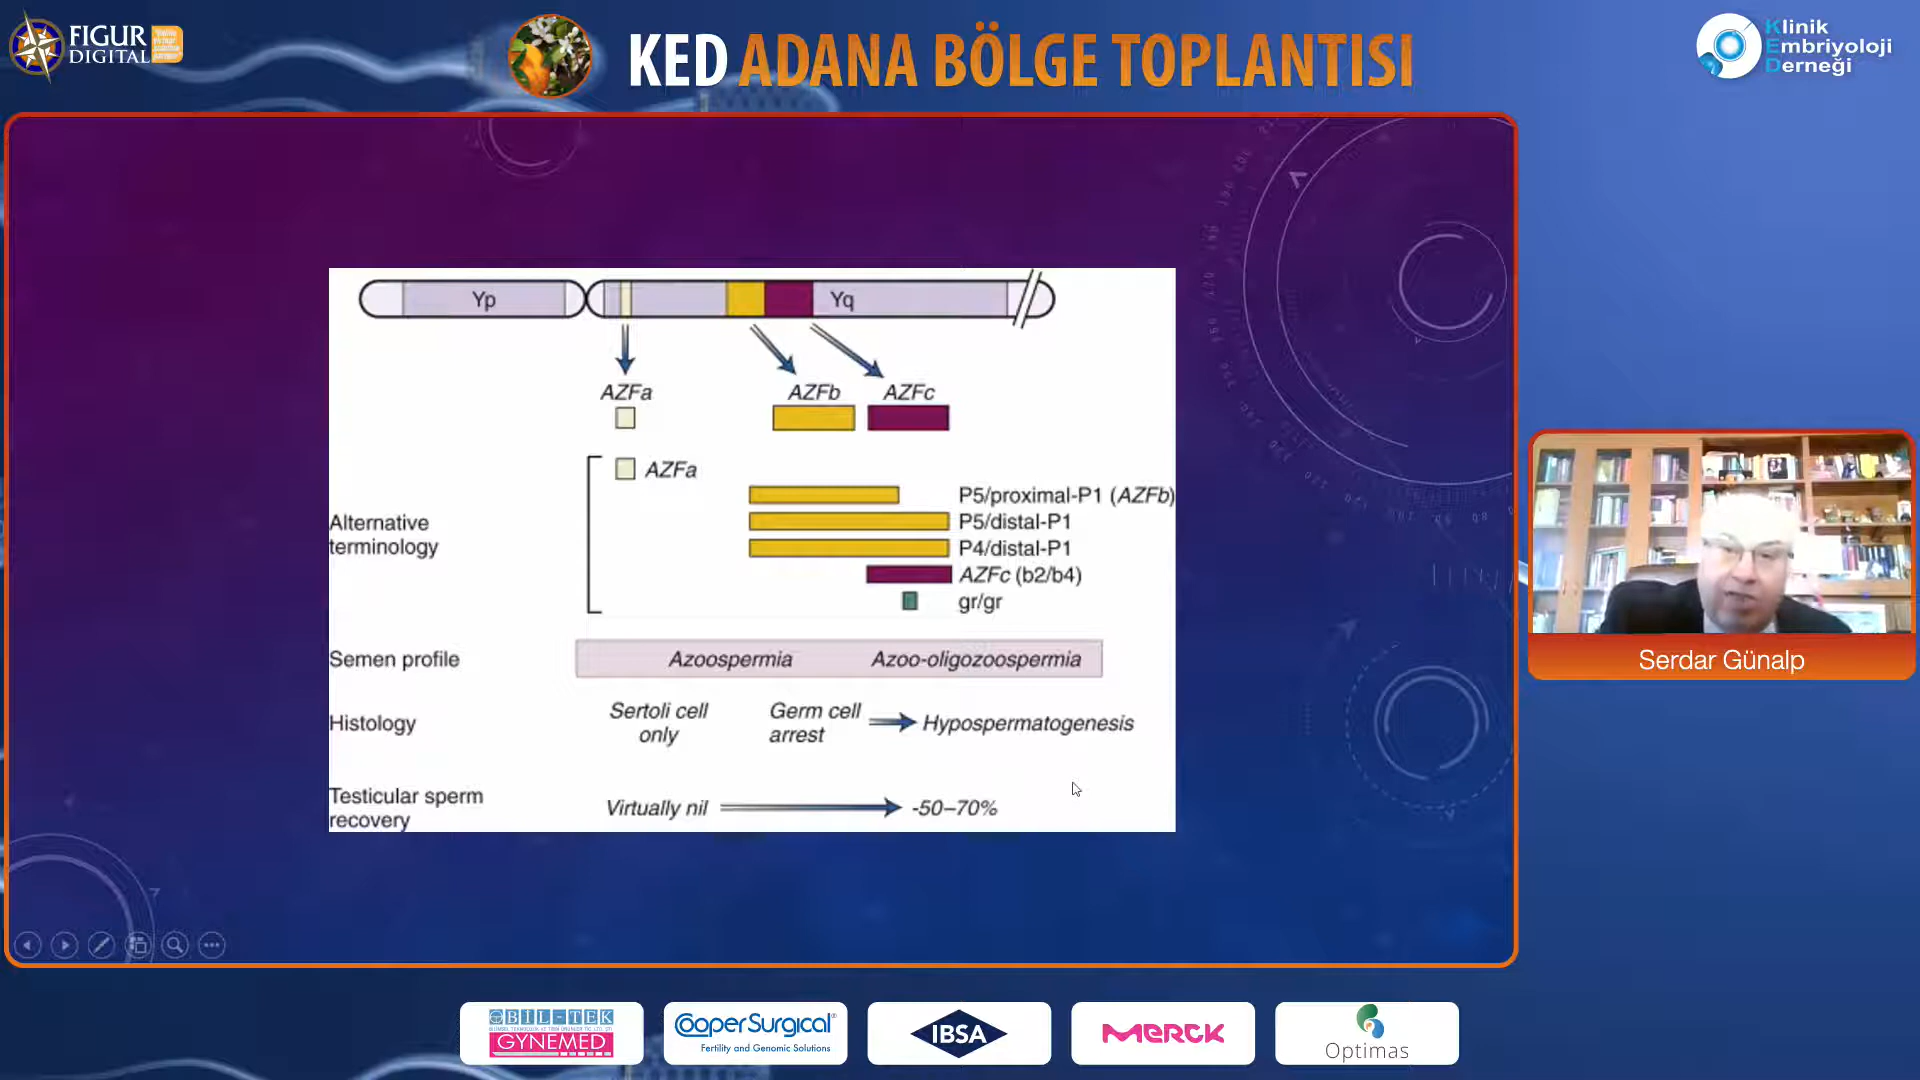 FIGUR
DIGITAL
KED ADANA BÖLGE TOPLANTISI
Klinik
Embriyoloji
Derneği
Yp
Yq
AZFa
AZFb
AZFc
AZFa
Alternative
terminology
P5/proximal-P1 (AZFb)
P5/distal-P1
P4/distal-P1
AZFc (b2/b4)
gr/gr
Semen profile
Azoospermia
Azoo-oligozoospermia
Histology
Sertoli cell
only
Germ cell
arrest
Hypospermatogenesis
Testicular sperm
recovery
Virtually nil
-50–70%
Serdar Günalp
BİL-TEK
GYNEMED
CooperSurgical
Fertility and Genomic Solutions
IBSA
MERCK
Optimas